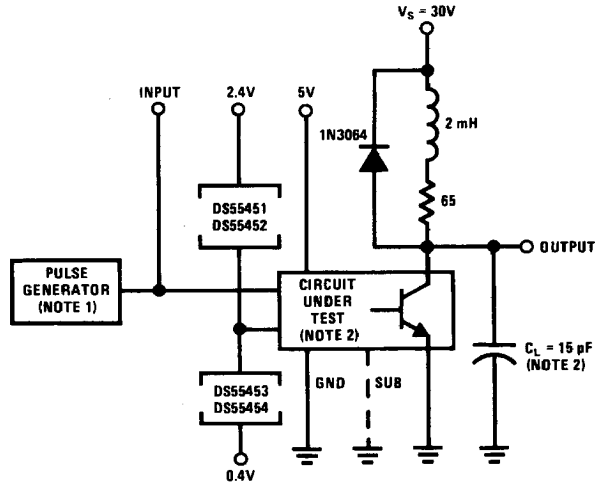 V_S = 30V
INPUT
2.4V
5V
1N3064
2 mH
65
DS55451
DS55452
OUTPUT
PULSE
GENERATOR
(NOTE 1)
CIRCUIT
UNDER
TEST
(NOTE 2)
C_L = 15 pF
(NOTE 2)
GND
SUB
DS55453
DS55454
0.4V